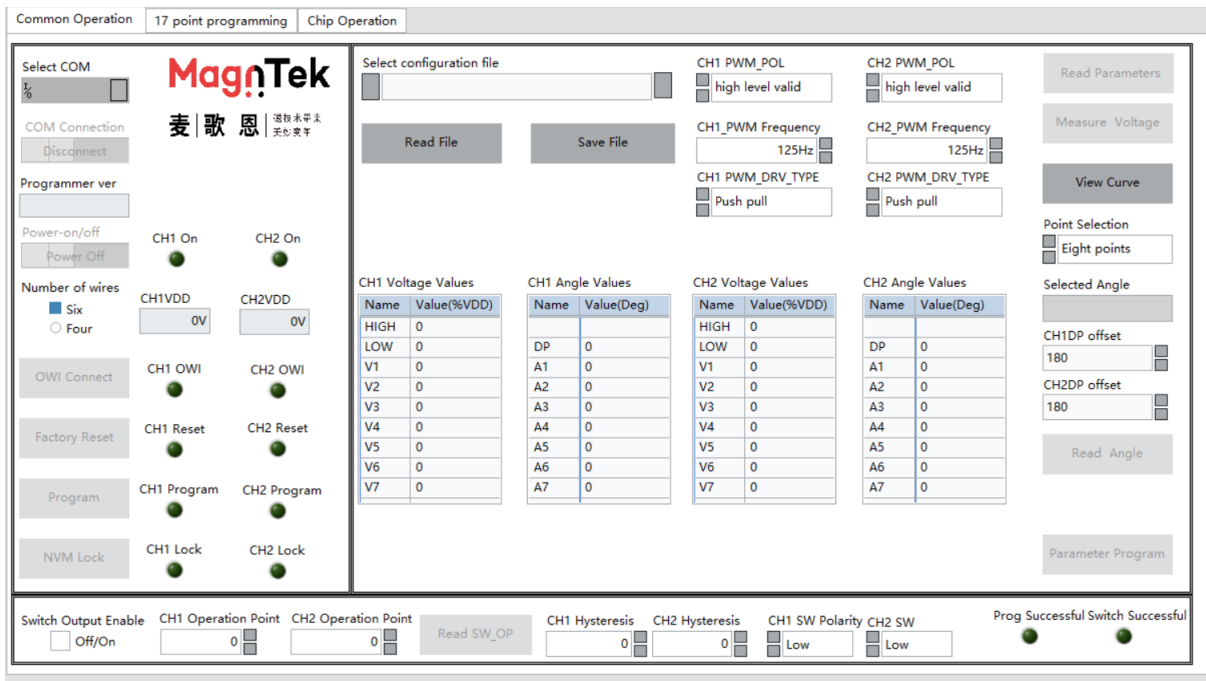 Common Operation
17 point programming
Chip Operation
Select COM
COM Connection
Disconnect
Programmer ver
Power-on/off
Power Off
Number of wires
Six
Four
OWI Connect
Factory Reset
Program
NVM Lock
MagnTek
麦歌恩
CH1 On CH2 On
CH1VDD CH2VDD
0V 0V
CH1 OWI CH2 OWI
CH1 Reset CH2 Reset
CH1 Program CH2 Program
CH1 Lock CH2 Lock
Select configuration file
Read File Save File
CH1 PWM_POL CH2 PWM_POL
high level valid high level valid
CH1_PWM Frequency CH2_PWM Frequency
125Hz 125Hz
CH1 PWM_DRV_TYPE CH2 PWM_DRV_TYPE
Push pull Push pull
CH1 Voltage Values
Name Value(%VDD)
HIGH 0
LOW 0
V1 0
V2 0
V3 0
V4 0
V5 0
V6 0
V7 0
CH1 Angle Values
Name Value(Deg)
DP 0
A1 0
A2 0
A3 0
A4 0
A5 0
A6 0
A7 0
CH2 Voltage Values
Name Value(%VDD)
HIGH 0
LOW 0
V1 0
V2 0
V3 0
V4 0
V5 0
V6 0
V7 0
CH2 Angle Values
Name Value(Deg)
DP 0
A1 0
A2 0
A3 0
A4 0
A5 0
A6 0
A7 0
Read Parameters
Measure Voltage
View Curve
Point Selection
Eight points
Selected Angle
CH1DP offset
180
CH2DP offset
180
Read Angle
Parameter Program
Switch Output Enable
Off/On
CH1 Operation Point
0
CH2 Operation Point
0
Read SW_OP
CH1 Hysteresis
0
CH2 Hysteresis
0
CH1 SW Polarity
Low
CH2 SW
Low
Prog Successful Switch Successful